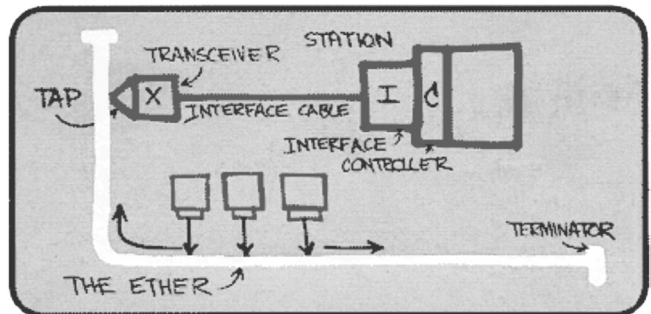 STATION
TRANSCEIVER
TAP
X
I
C
INTERFACE CABLE
INTERFACE
CONTROLLER
TERMINATOR
THE ETHER